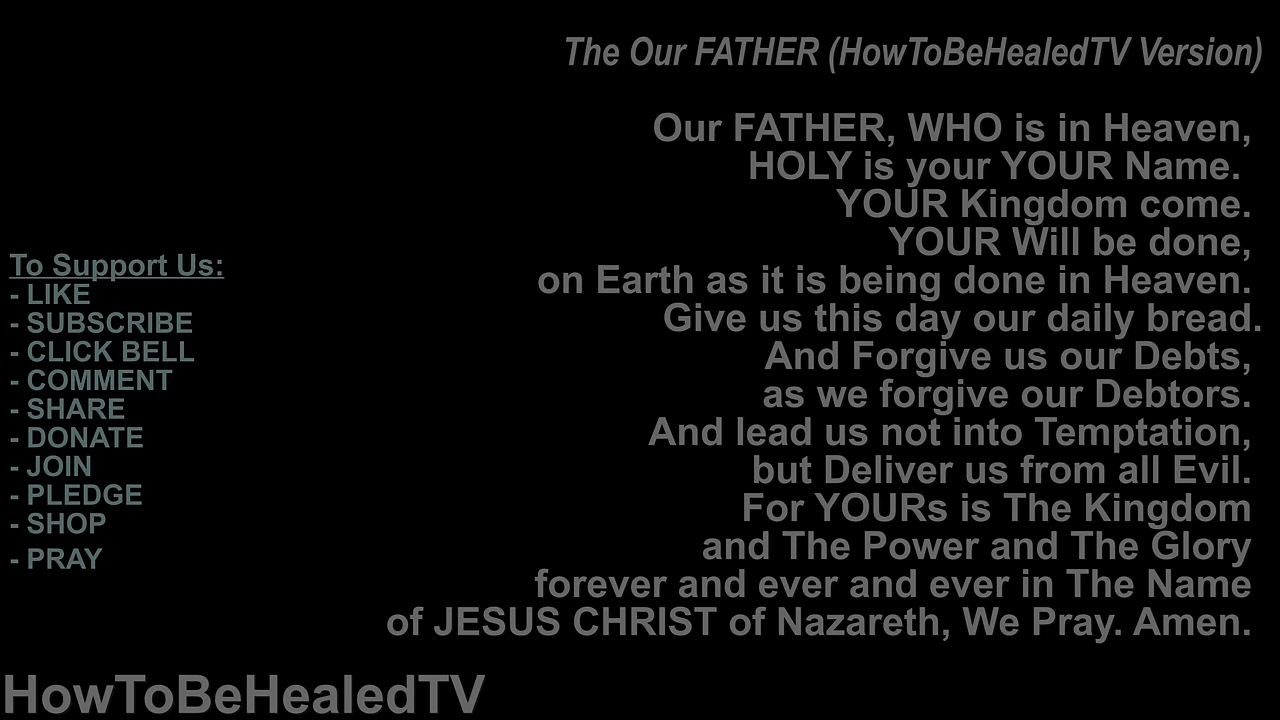 The Our FATHER (HowToBeHealedTV Version)
Our FATHER, WHO is in Heaven,
HOLY is your YOUR Name.
YOUR Kingdom come.
YOUR Will be done,
on Earth as it is being done in Heaven.
Give us this day our daily bread.
And Forgive us our Debts,
as we forgive our Debtors.
And lead us not into Temptation,
but Deliver us from all Evil.
For YOURs is The Kingdom
and The Power and The Glory
forever and ever and ever in The Name
of JESUS CHRIST of Nazareth, We Pray. Amen.
To Support Us:
- LIKE
- SUBSCRIBE
- CLICK BELL
- COMMENT
- SHARE
- DONATE
- JOIN
- PLEDGE
- SHOP
- PRAY
HowToBeHealedTV